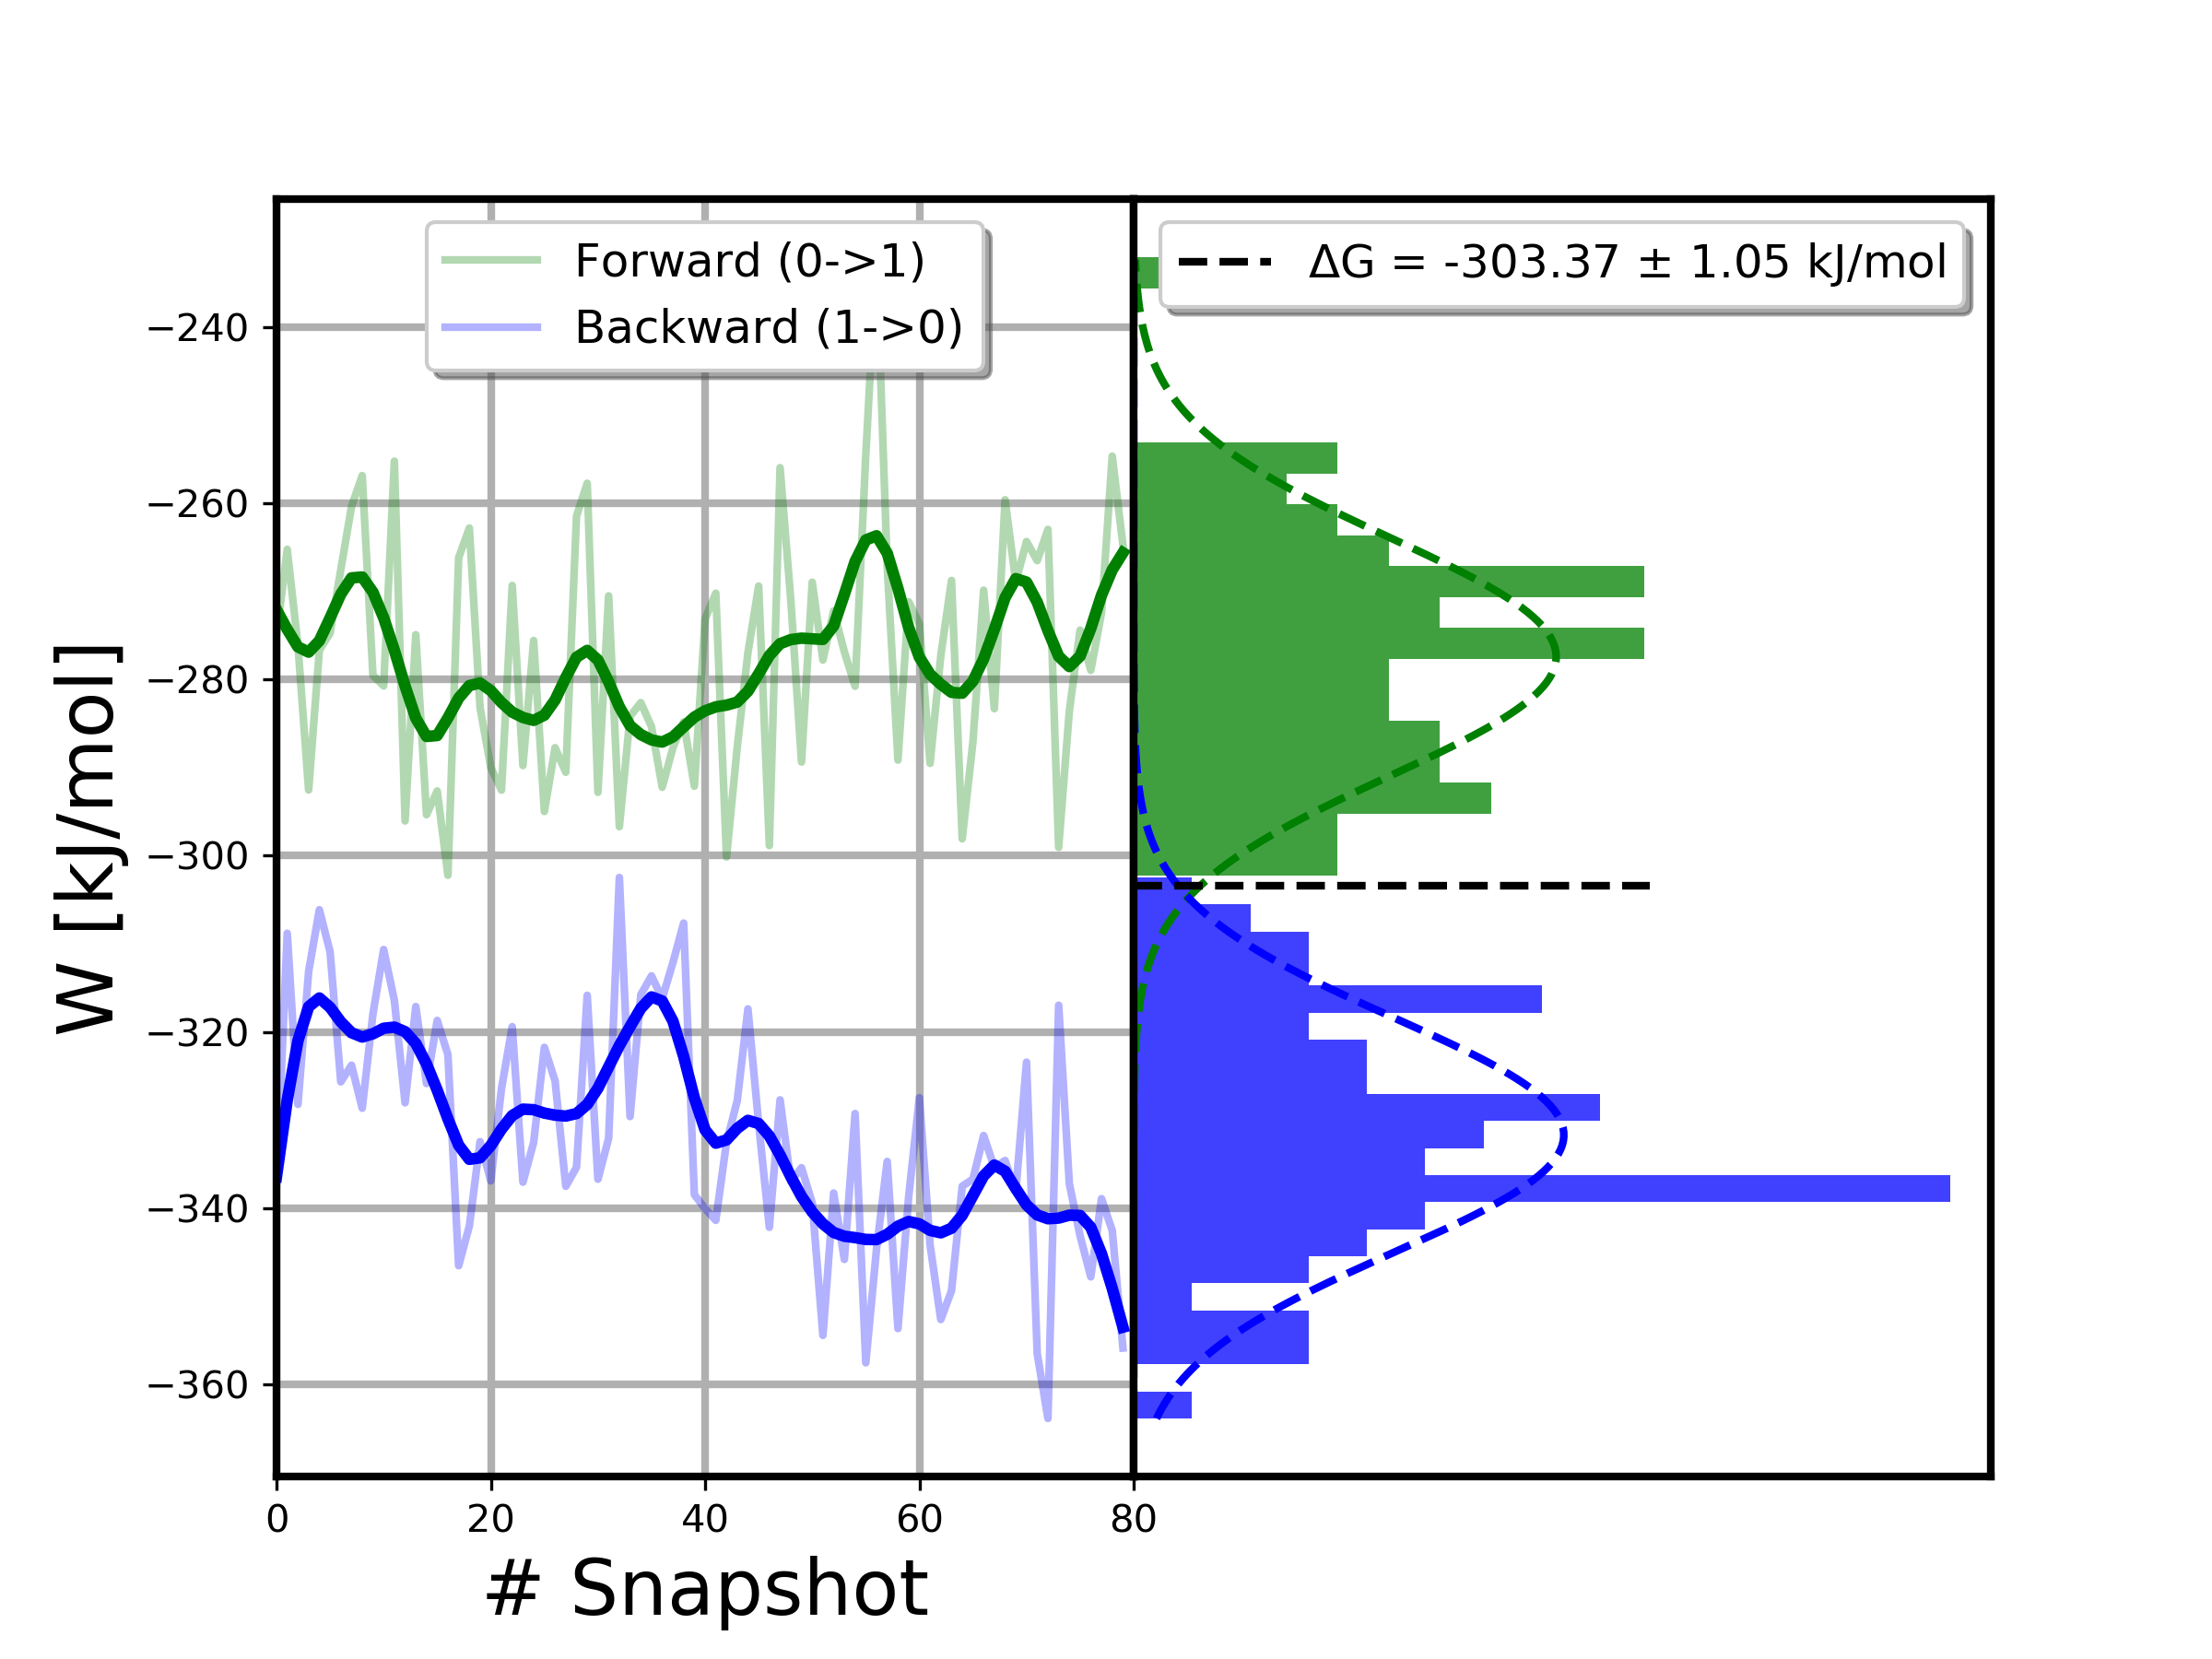 Forward (0->1)
Backward (1->0)
ΔG = -303.37 ± 1.05 kJ/mol
W [kJ/mol]
−240
−260
−280
−300
−320
−340
−360
0 20 40 60 80
# Snapshot